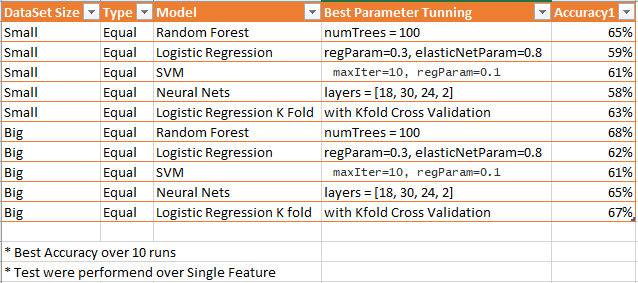 DataSet Size Type Model Best Parameter Tunning Accuracy1
Small Equal Random Forest numTrees = 100 65%
Small Equal Logistic Regression regParam=0.3, elasticNetParam=0.8 59%
Small Equal SVM maxIter=10, regParam=0.1 61%
Small Equal Neural Nets layers = [18, 30, 24, 2] 58%
Small Equal Logistic Regression K Fold with Kfold Cross Validation 63%
Big Equal Random Forest numTrees = 100 68%
Big Equal Logistic Regression regParam=0.3, elasticNetParam=0.8 62%
Big Equal SVM maxIter=10, regParam=0.1 61%
Big Equal Neural Nets layers = [18, 30, 24, 2] 65%
Big Equal Logistic Regression K fold with Kfold Cross Validation 67%
* Best Accuracy over 10 runs
* Test were performend over Single Feature